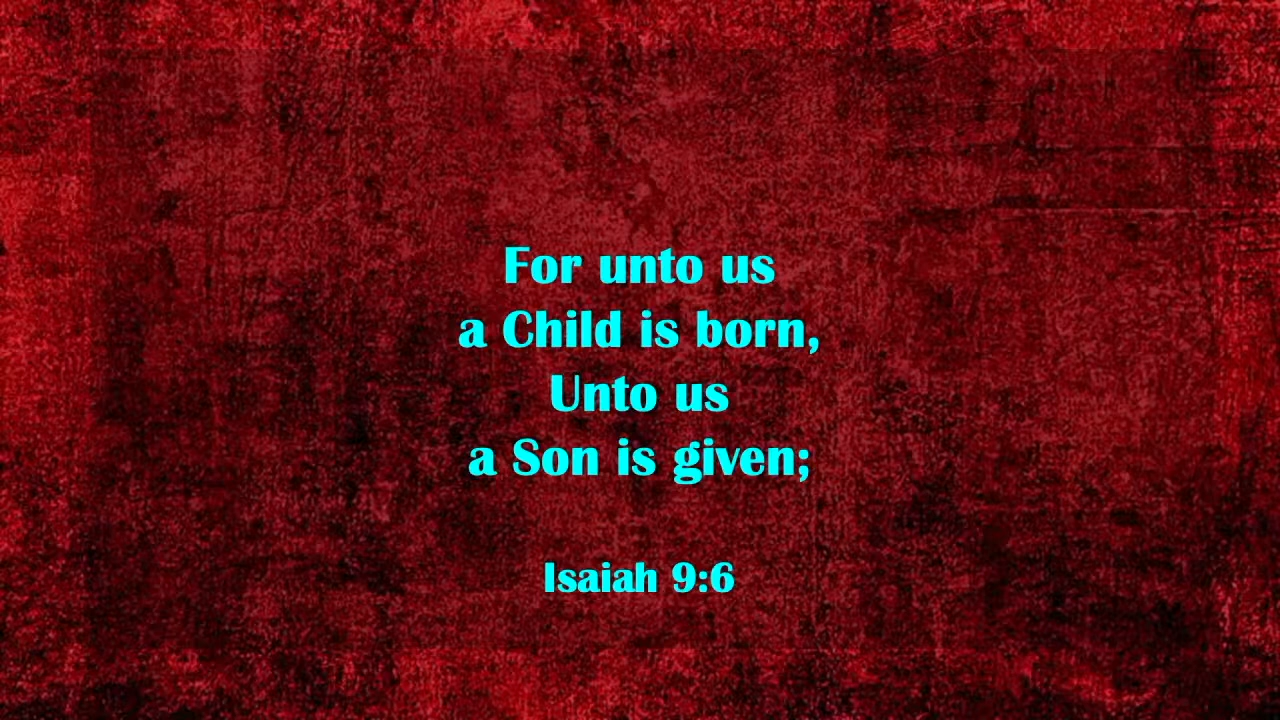 For unto us
a Child is born,
Unto us
a Son is given;
Isaiah 9:6